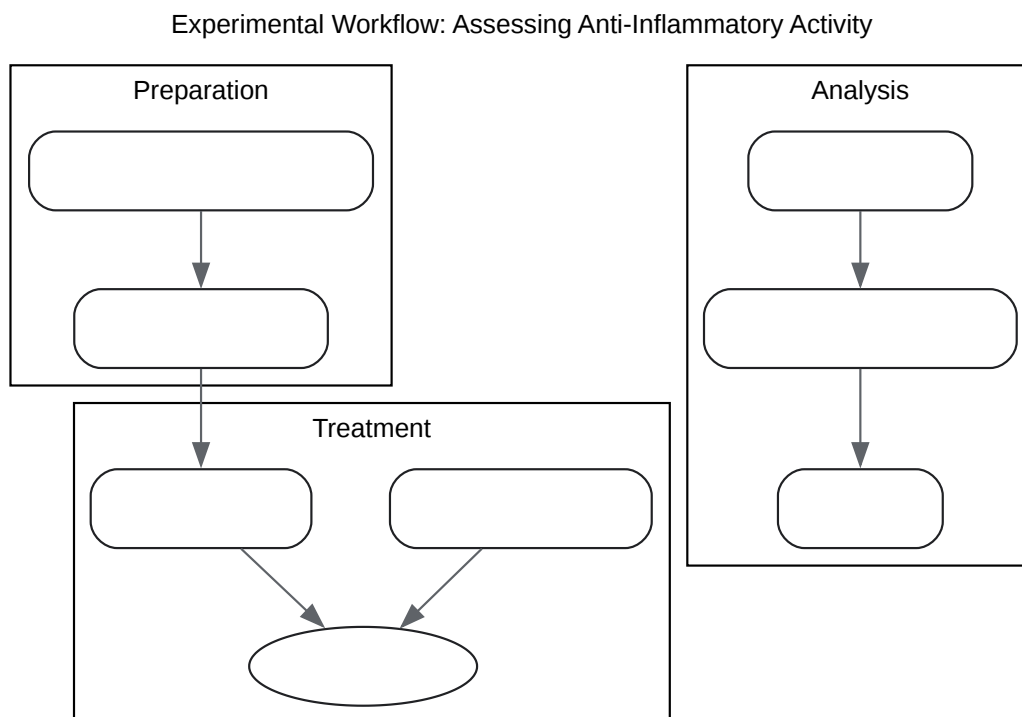 Experimental Workflow: Assessing Anti-Inflammatory Activity
Preparation
Analysis
Treatment